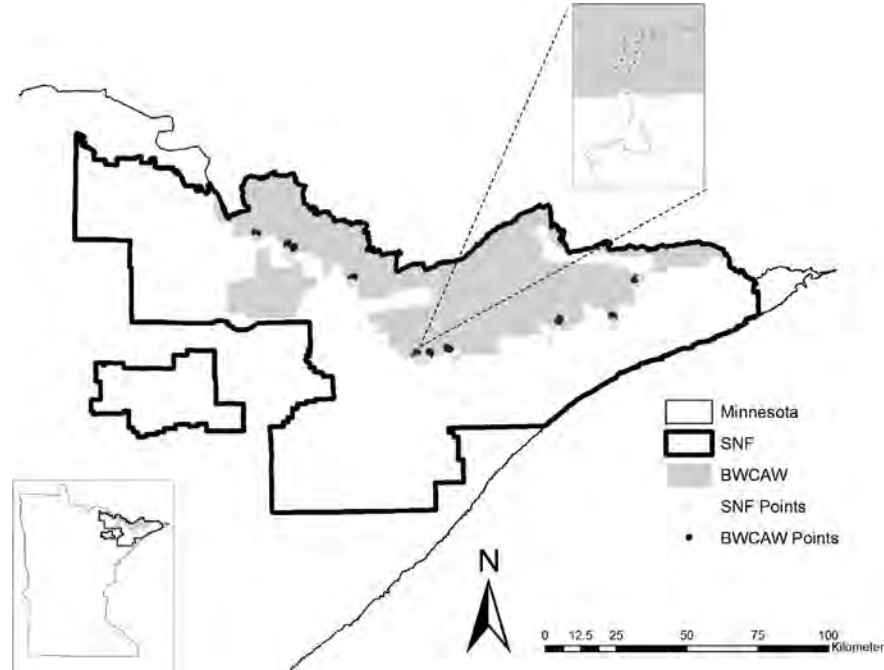 Minnesota
SNF
BWCAW
SNF Points
BWCAW Points
N
0 12.5 25 50 75 100
Kilometer